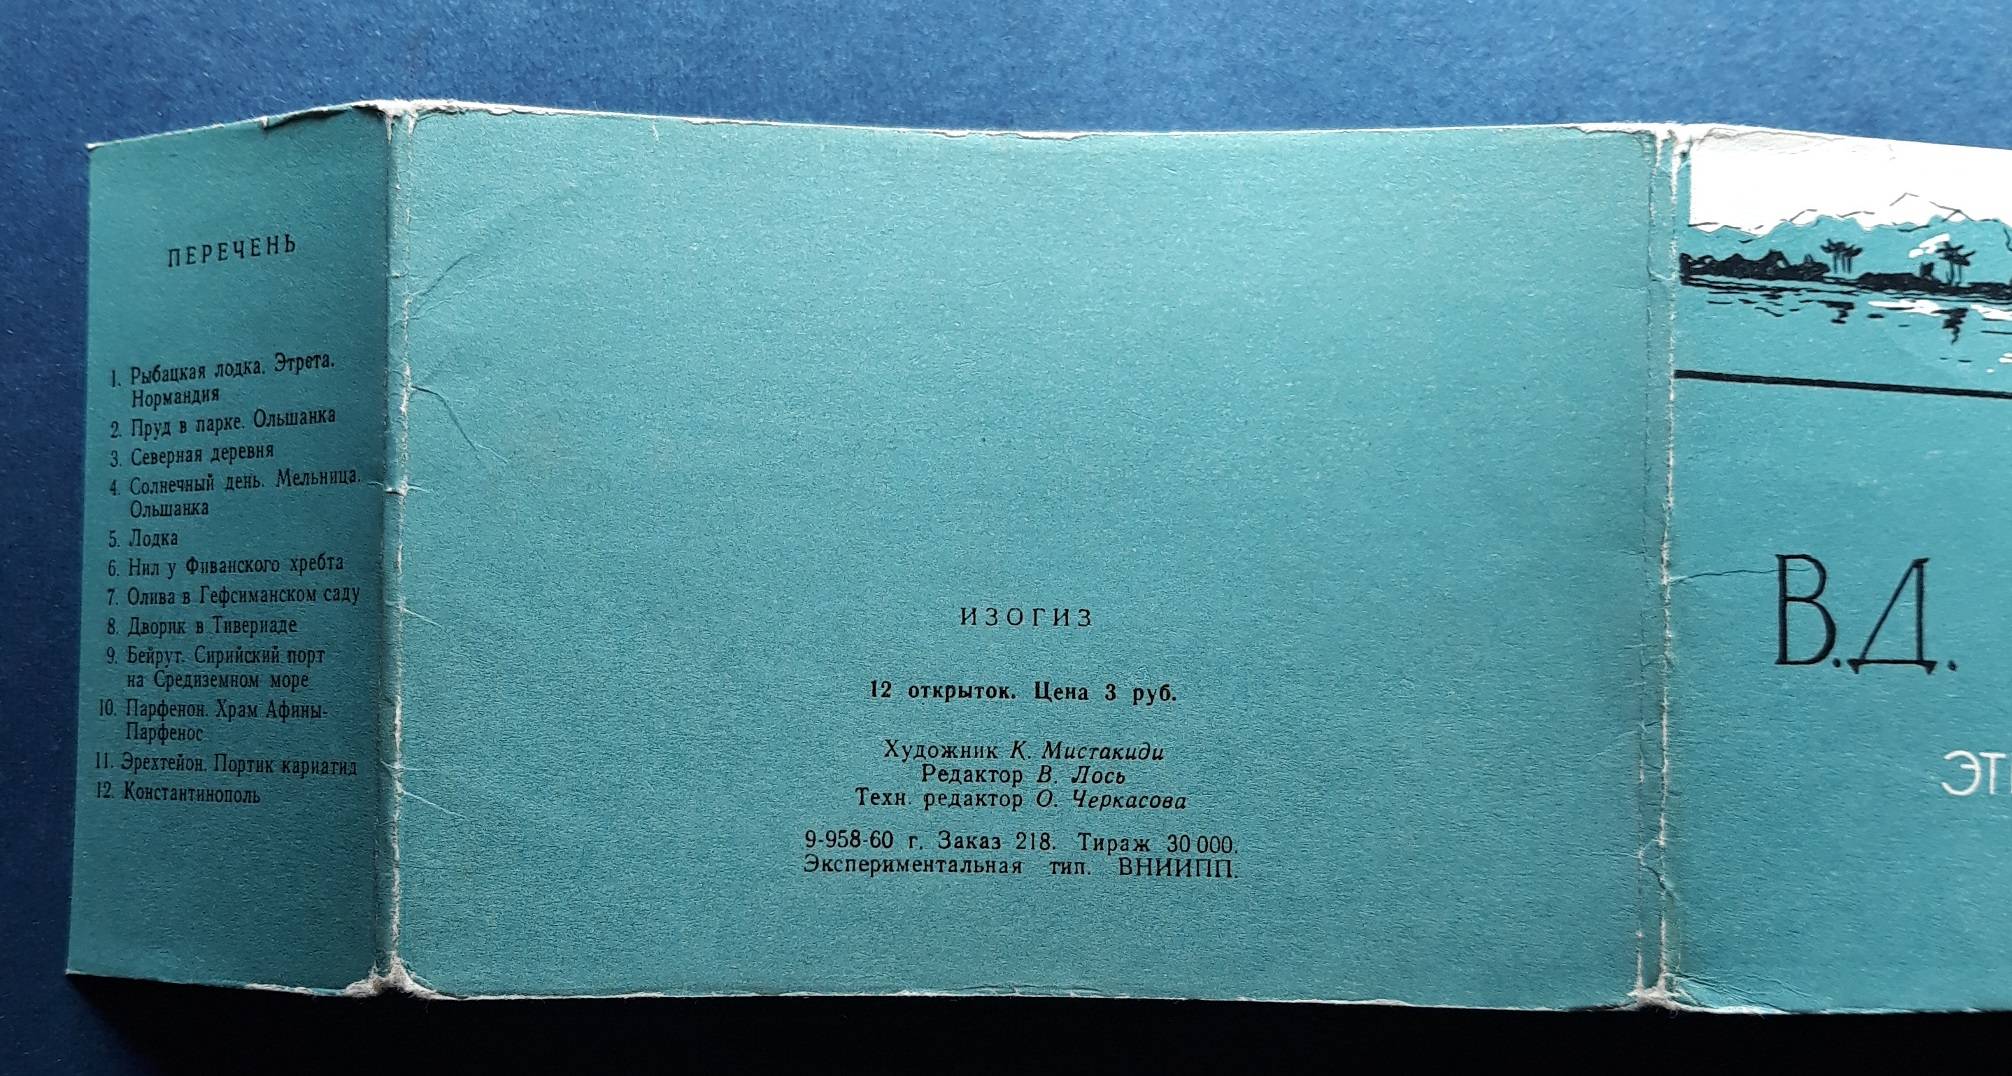 ПЕРЕЧЕНЬ
1. Рыбацкая лодка. Этрета.
Нормандия
2. Пруд в парке. Ольшанка
3. Северная деревня
4. Солнечный день. Мельница.
Ольшанка
5. Лодка
6. Нил у Фиванского хребта
7. Олива в Гефсиманском саду
8. Дворик в Тивериаде
9. Бейрут. Сирийский порт
на Средиземном море
10. Парфенон. Храм Афины-
Парфенос
11. Эрехтейон. Портик кариатид
12. Константинополь
ИЗОГИЗ
12 открыток. Цена 3 руб.
Художник К. Мистакиди
Редактор В. Лось
Техн. редактор О. Черкасова
9-958-60 г. Заказ 218. Тираж 30 000.
Экспериментальная тип. ВНИИПП.
В.Д.
ЭТ